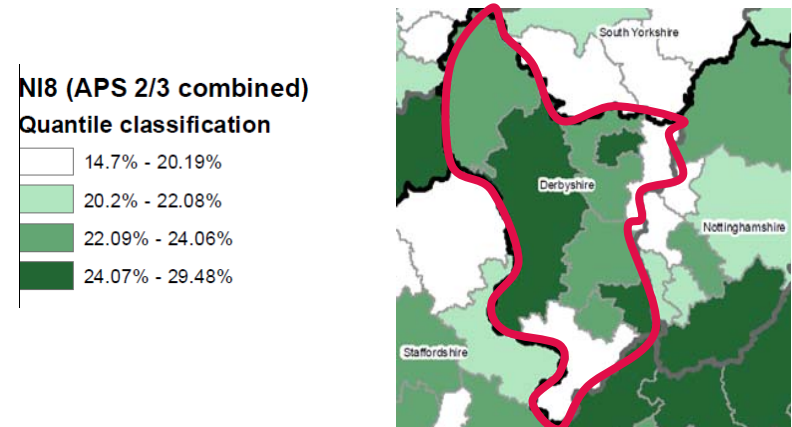 NI8 (APS 2/3 combined)
Quantile classification
14.7% - 20.19%
20.2% - 22.08%
22.09% - 24.06%
24.07% - 29.48%
South Yorkshire
Derbyshire
Nottinghamshire
Staffordshire